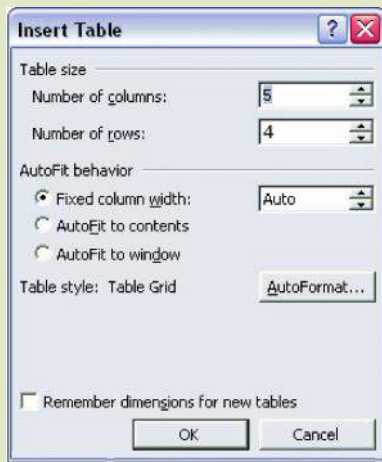 Insert Table
Table size
Number of columns: 5
Number of rows: 4
AutoFit behavior
Fixed column width: Auto
AutoFit to contents
AutoFit to window
Table style: Table Grid AutoFormat...
Remember dimensions for new tables
OK Cancel